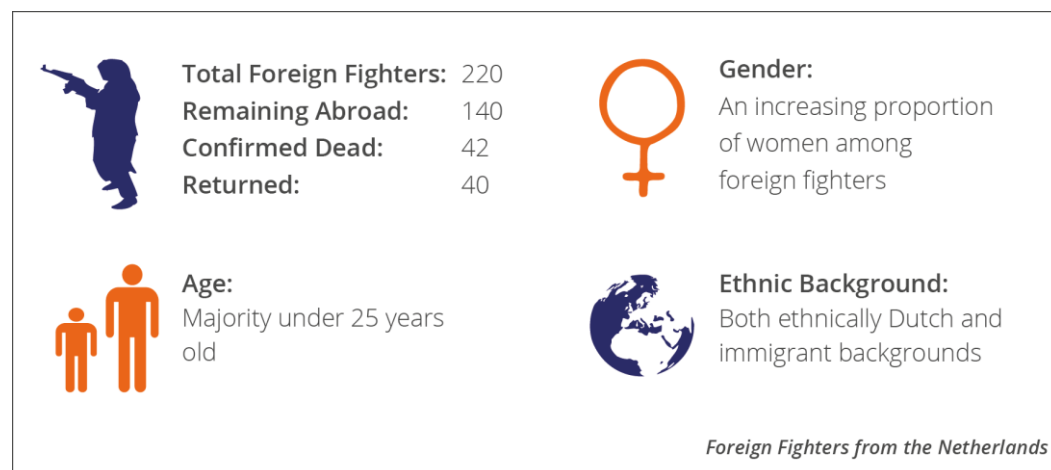 Total Foreign Fighters: 220
Remaining Abroad: 140
Confirmed Dead: 42
Returned: 40
Gender:
An increasing proportion
of women among
foreign fighters
Age:
Majority under 25 years
old
Ethnic Background:
Both ethnically Dutch and
immigrant backgrounds
Foreign Fighters from the Netherlands